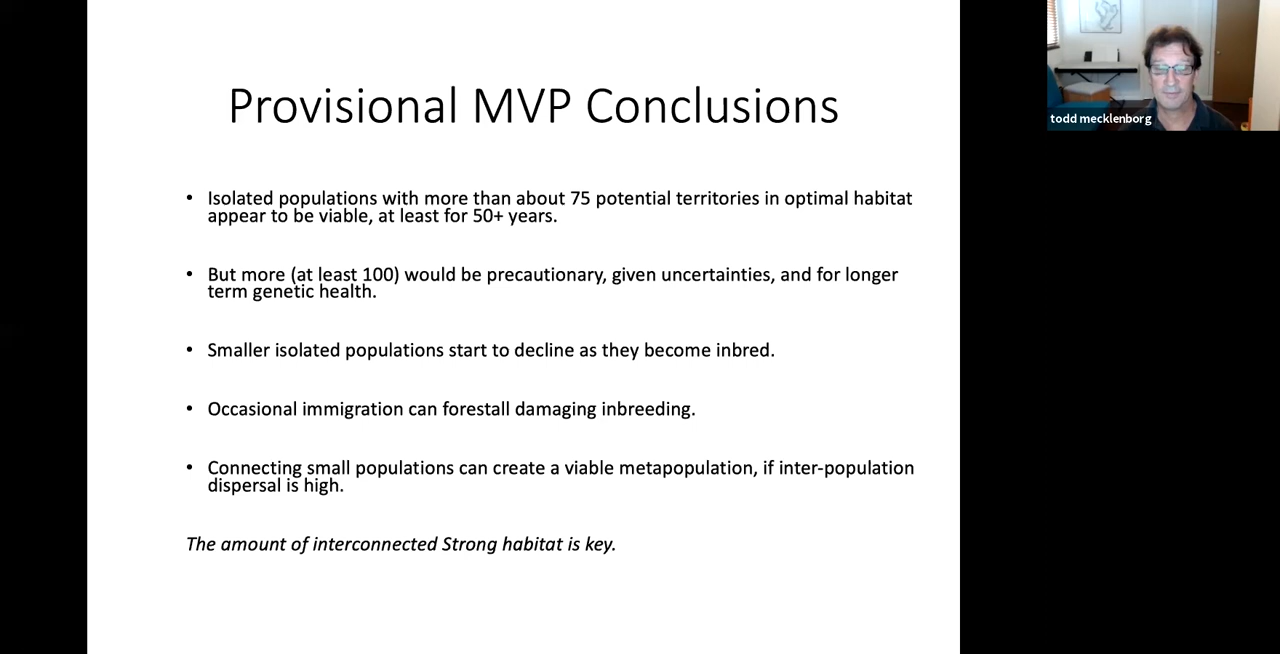 Provisional MVP Conclusions
todd mecklenborg
• Isolated populations with more than about 75 potential territories in optimal habitat
appear to be viable, at least for 50+ years.
• But more (at least 100) would be precautionary, given uncertainties, and for longer
term genetic health.
• Smaller isolated populations start to decline as they become inbred.
• Occasional immigration can forestall damaging inbreeding.
• Connecting small populations can create a viable metapopulation, if inter-population
dispersal is high.
The amount of interconnected Strong habitat is key.